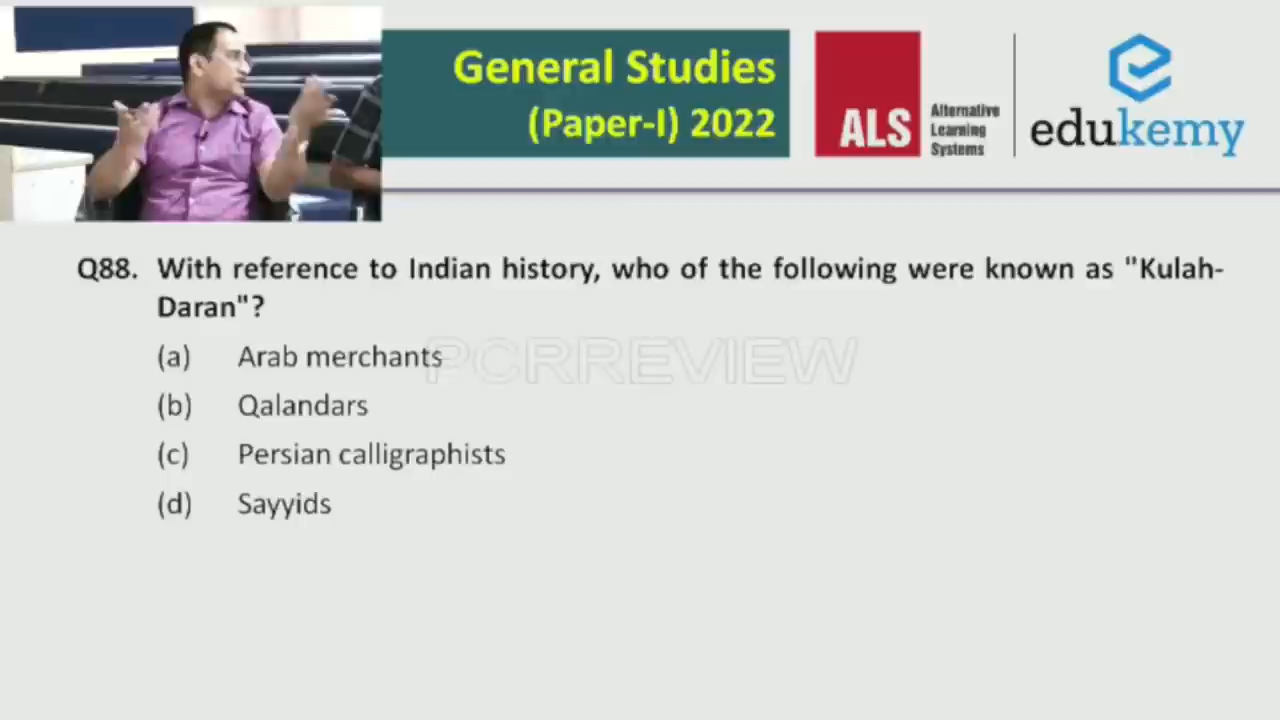 General Studies
(Paper-I) 2022
ALS
Alternative
Learning
Systems
edukemy
Q88. With reference to Indian history, who of the following were known as "Kulah-
Daran"?
(a) Arab merchants
PCRREVIEW
(b) Qalandars
(c) Persian calligraphists
(d) Sayyids